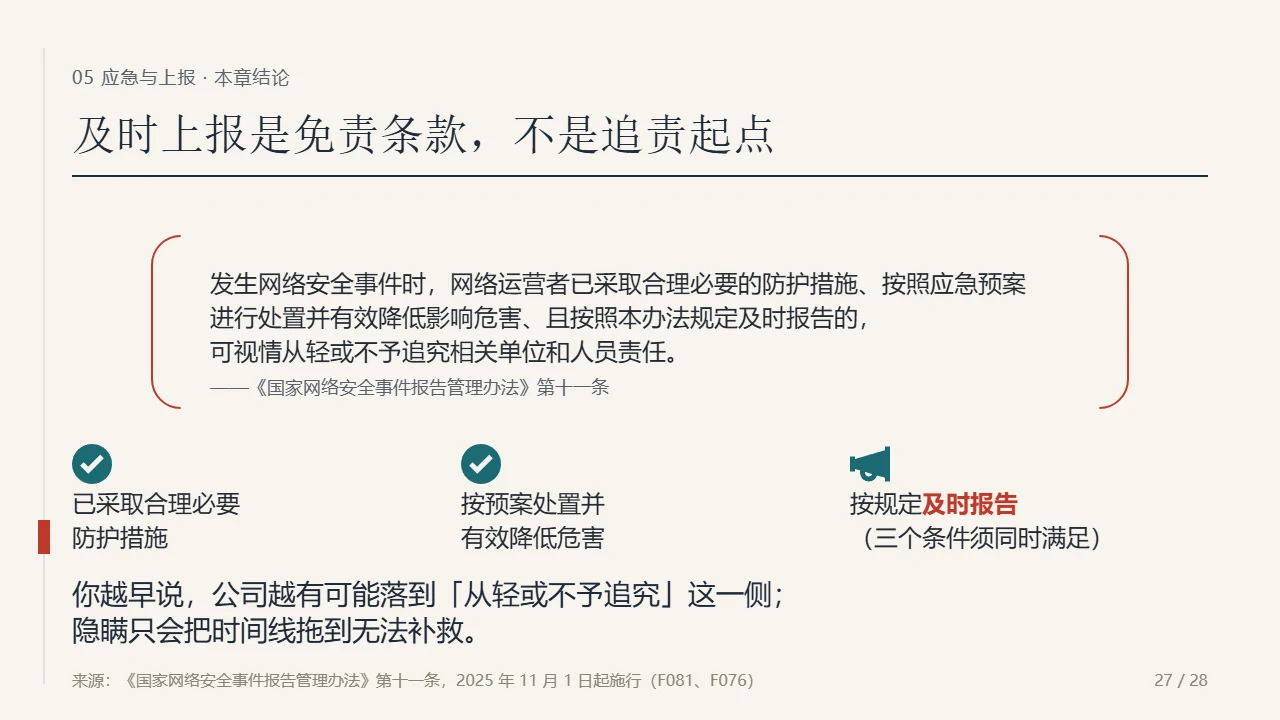 05 应急与上报 · 本章结论
及时上报是免责条款，不是追责起点
发生网络安全事件时，网络运营者已采取合理必要的防护措施、按照应急预案
进行处置并有效降低影响危害、且按照本办法规定及时报告的，
可视情从轻或不予追究相关单位和人员责任。
——《国家网络安全事件报告管理办法》第十一条
已采取合理必要
防护措施
按预案处置并
有效降低危害
按规定及时报告
（三个条件须同时满足）
你越早说，公司越有可能落到「从轻或不予追究」这一侧；
隐瞒只会把时间线拖到无法补救。
来源：《国家网络安全事件报告管理办法》第十一条，2025 年 11 月 1 日起施行（F081、F076）
27 / 28